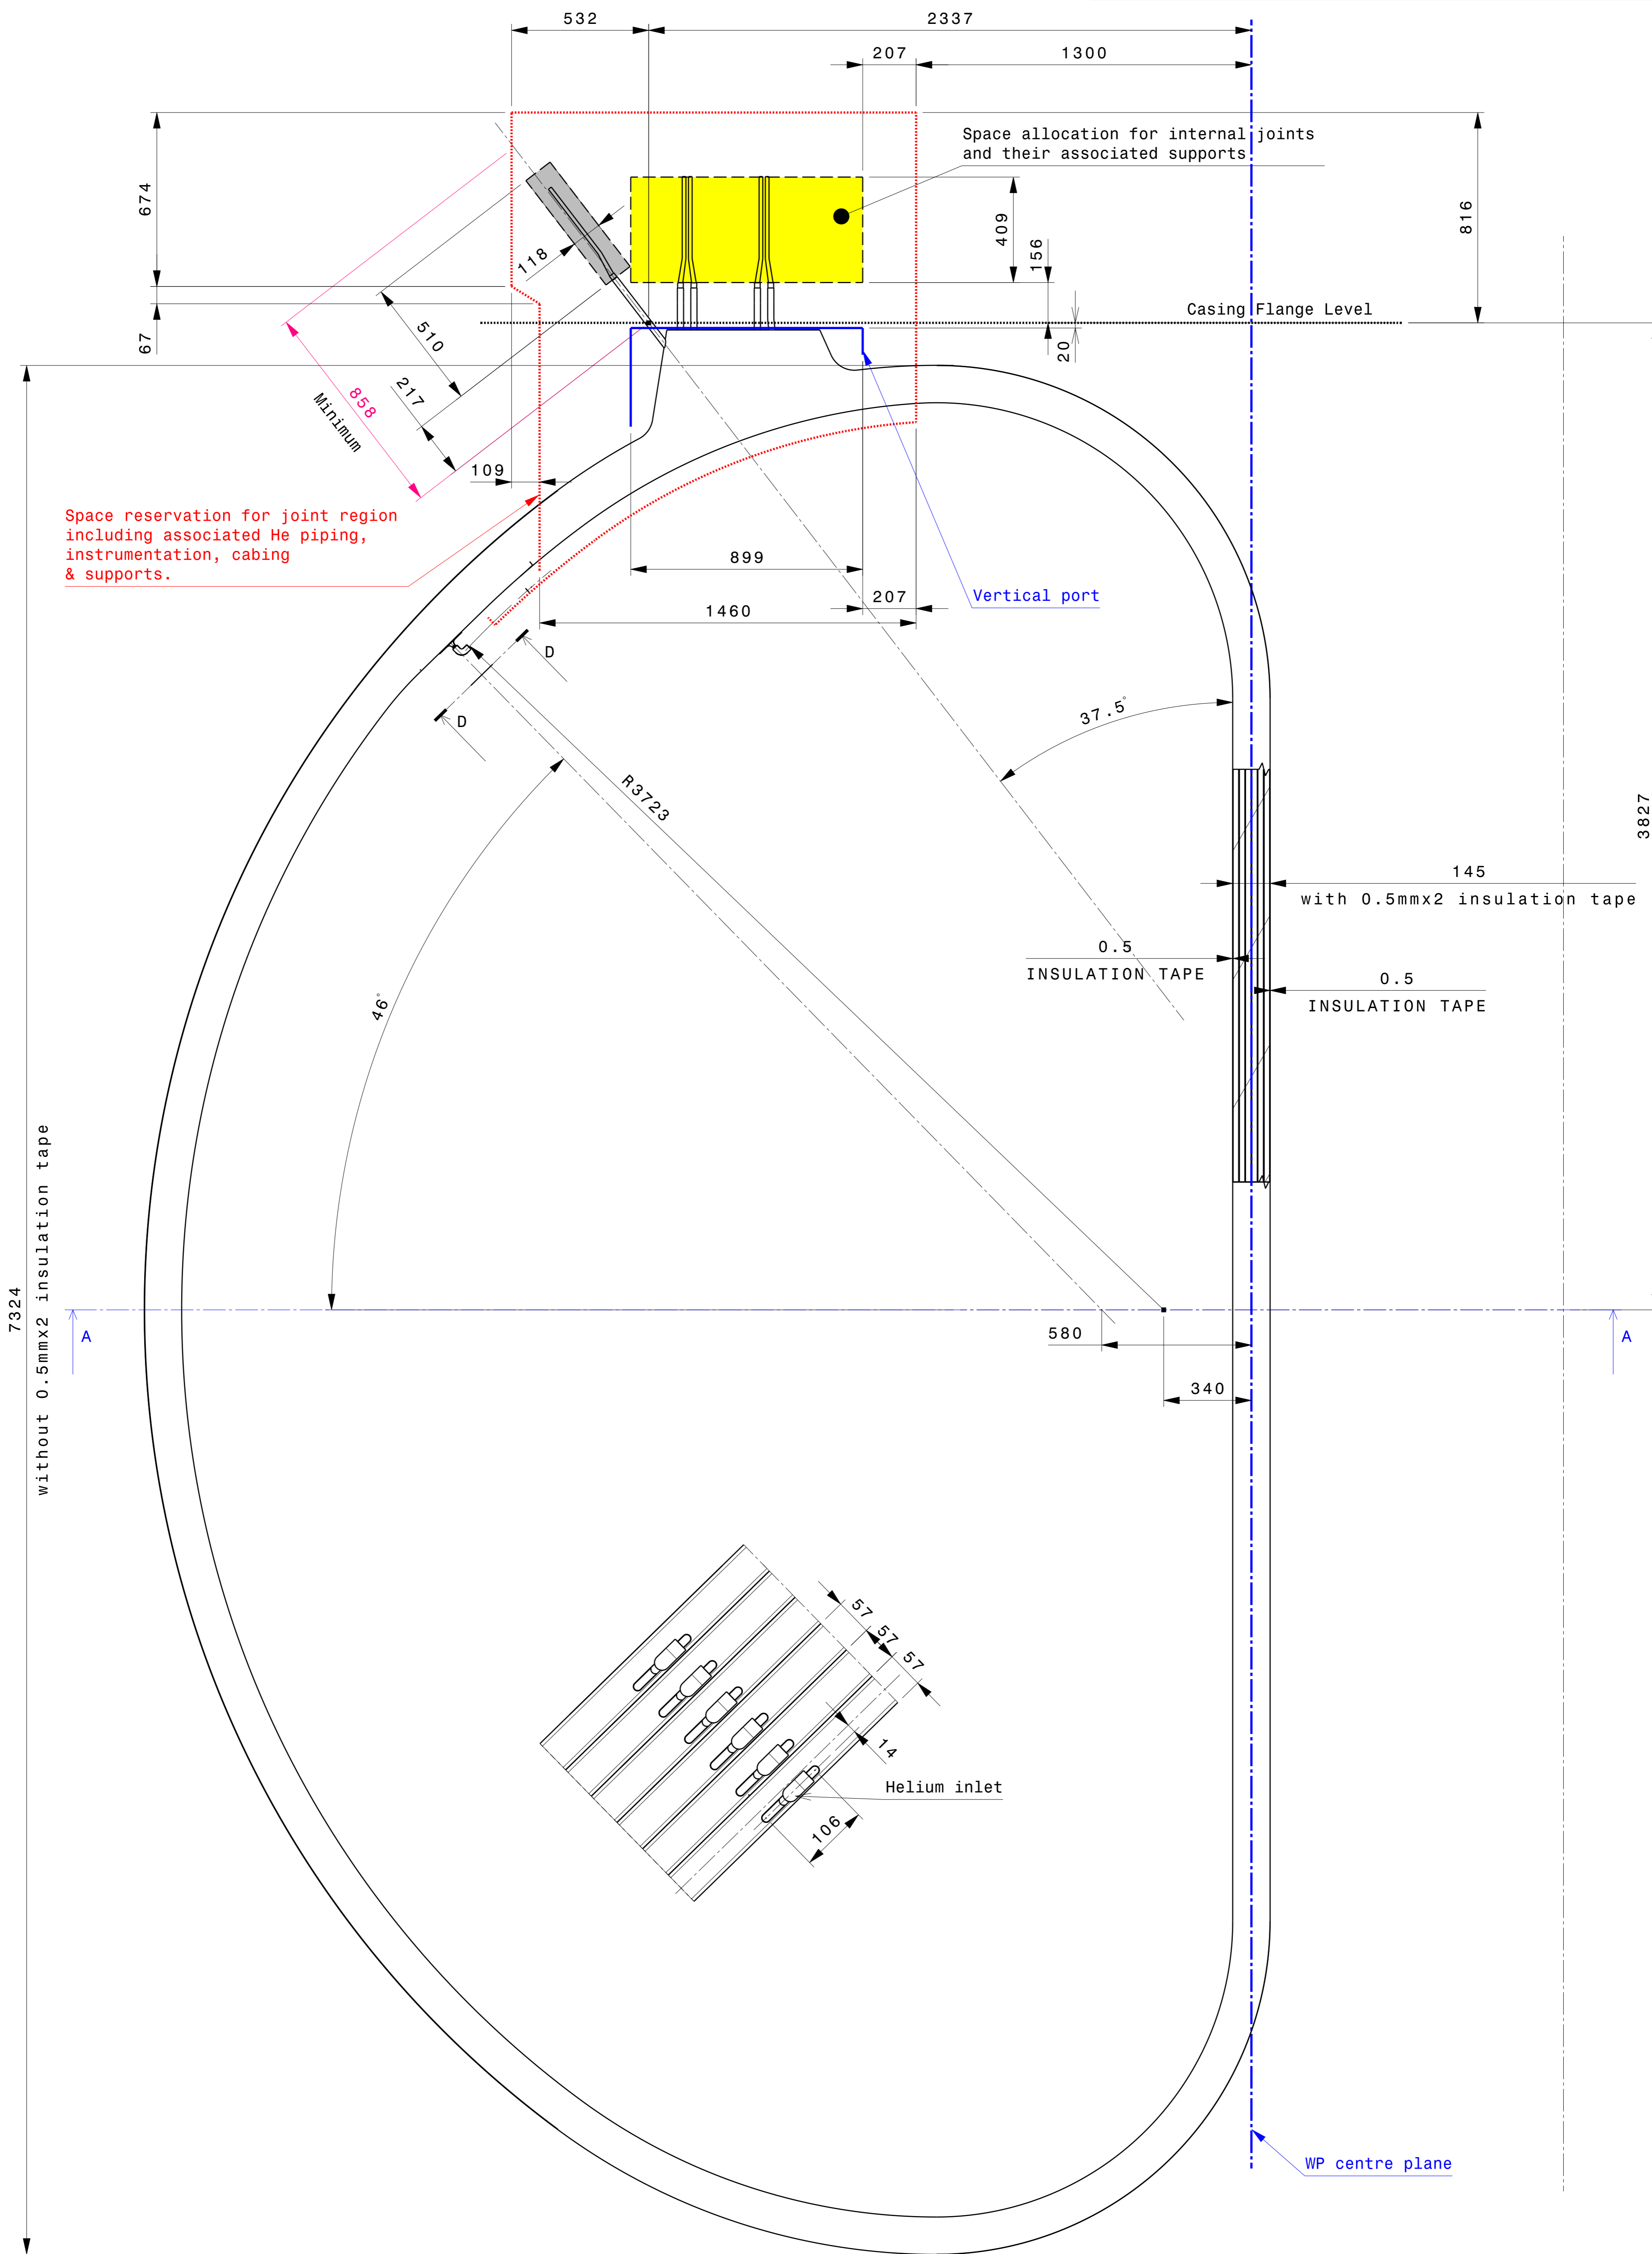 532
2337
207
1300
Space allocation for internal joints
and their associated supports
674
409
816
118
156
Casing Flange Level
67
510
20
858
Minimum
217
109
Space reservation for joint region
including associated He piping,
instrumentation, cabing
& supports.
899
Vertical port
207
1460
D
D
37.5°
R3723
3827
145
with 0.5mmx2 insulation tape
0.5
INSULATION TAPE
0.5
INSULATION TAPE
46°
7324
without 0.5mmx2 insulation tape
A
580
A
340
57
57
57
14
Helium inlet
106
WP centre plane